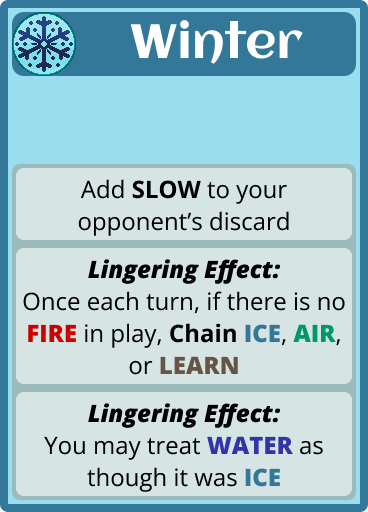 Winter
Add SLOW to your
opponent’s discard
Lingering Effect:
Once each turn, if there is no
FIRE in play, Chain ICE, AIR,
or LEARN
Lingering Effect:
You may treat WATER as
though it was ICE